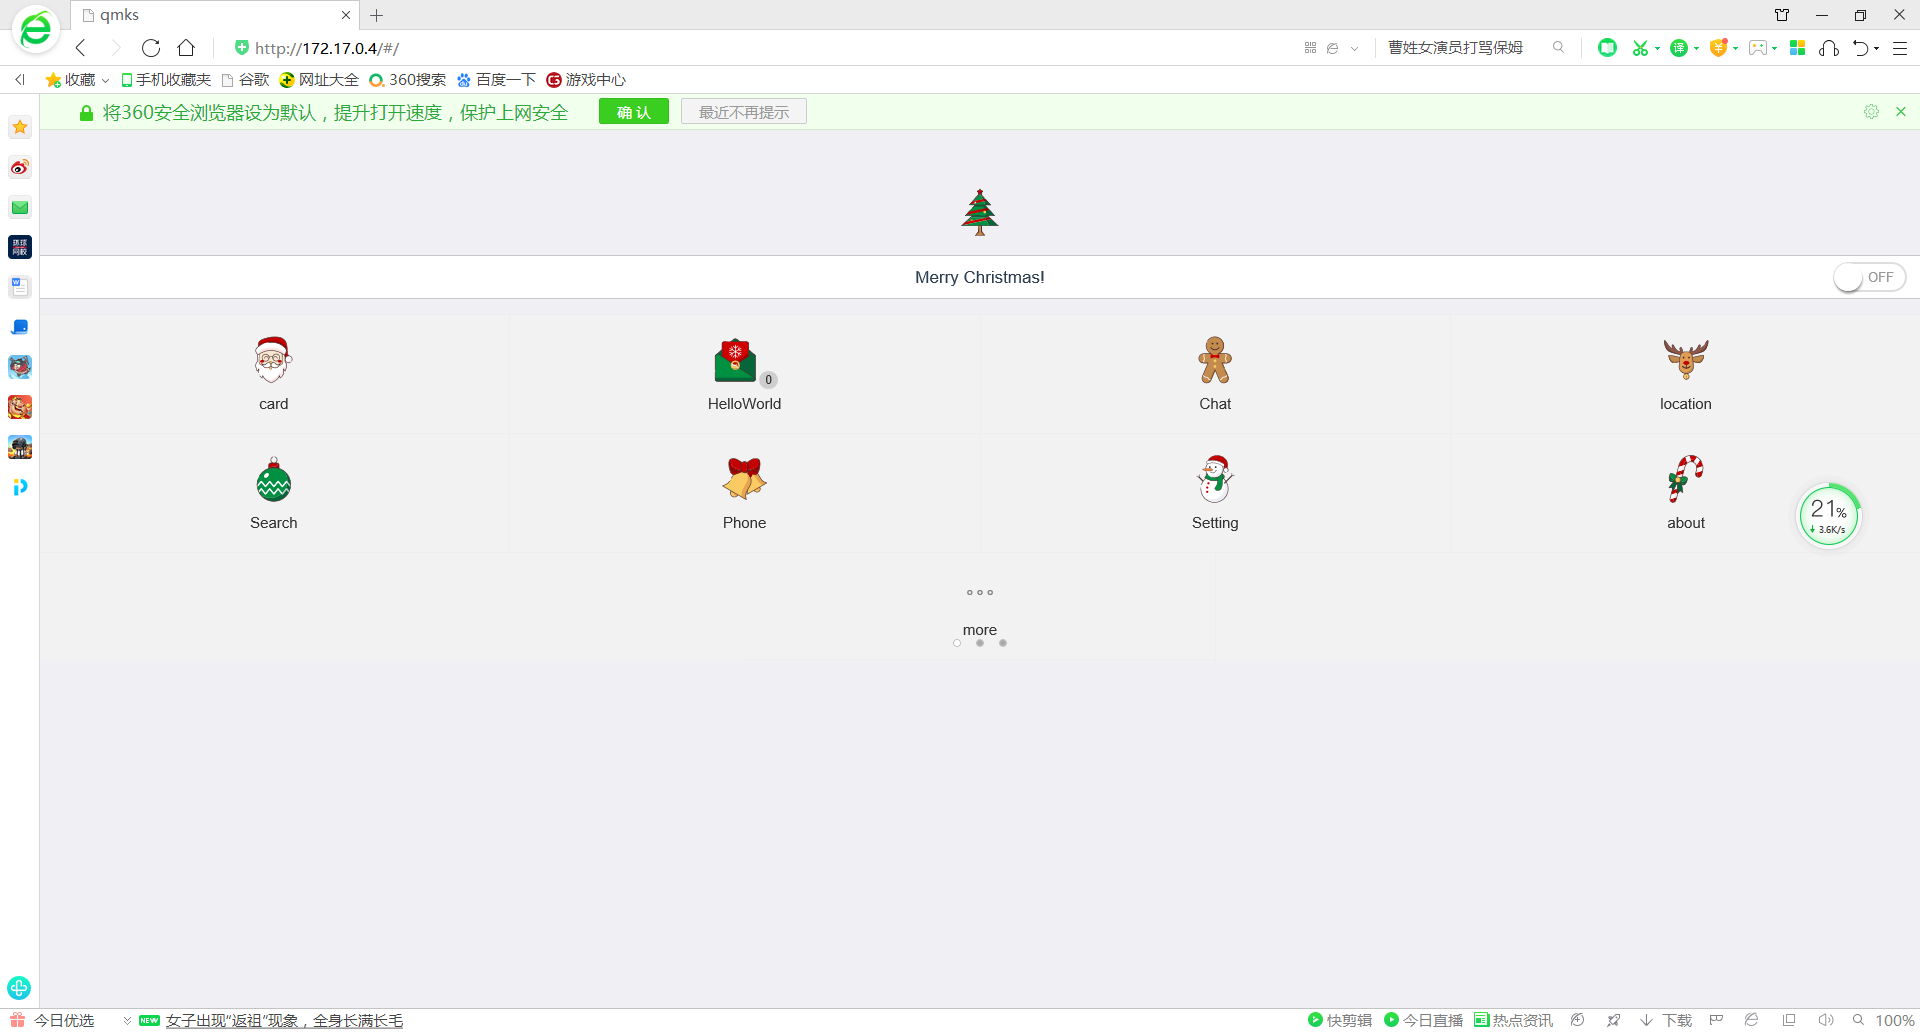 qmks
http://172.17.0.4/#/
曹姓女演员打骂保姆
译
收藏
手机收藏夹
谷歌
网址大全
360搜索
百度一下
游戏中心
将360安全浏览器设为默认，提升打开速度，保护上网安全
确认
最近不再提示
环球网校
Merry Christmas!
OFF
card
0
HelloWorld
Chat
location
Search
Phone
Setting
about
21%
3.6K/s
more
今日优选
NEW
女子出现“返祖”现象，全身长满长毛
快剪辑
今日直播
热点资讯
下载
100%